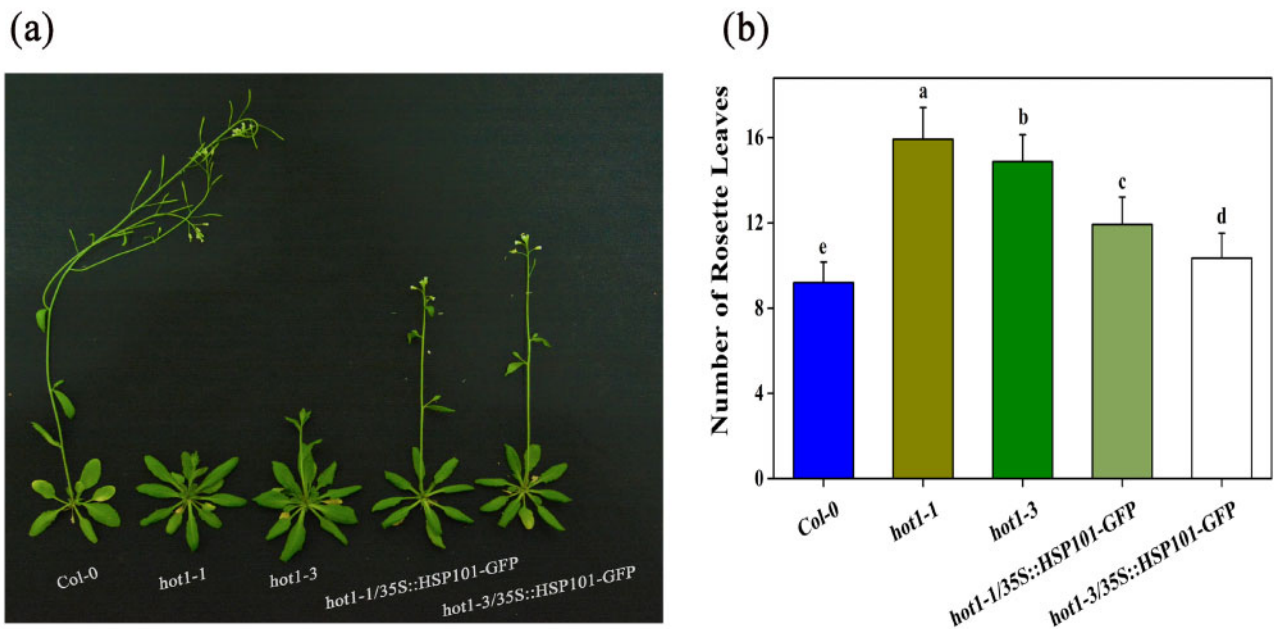 (a)
Col-0
hot1-1
hot1-3
hot1-1/35S::HSP101-GFP
hot1-3/35S::HSP101-GFP
(b)
Number of Rosette Leaves
16
12
8
4
0
e
a
b
c
d
Col-0
hot1-1
hot1-3
hot1-1/35S::HSP101-GFP
hot1-3/35S::HSP101-GFP